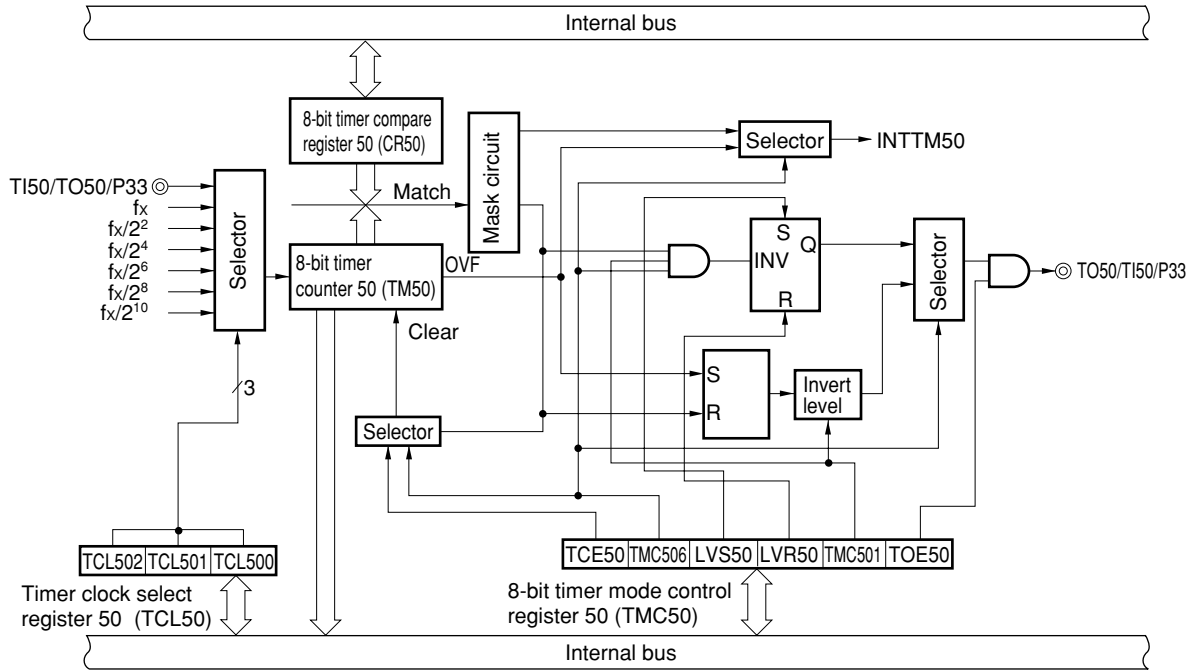 Internal bus
8-bit timer compare
register 50 (CR50)
Mask circuit
Selector
INTTM50
TI50/TO50/P33
fx
fx/2²
fx/2⁴
fx/2⁶
fx/2⁸
fx/2¹⁰
Selector
Match
8-bit timer
counter 50 (TM50)
OVF
Clear
S
Q
INV
R
Selector
TO50/TI50/P33
3
S
R
Invert
level
Selector
TCL502 TCL501 TCL500
TCE50 TMC506 LVS50 LVR50 TMC501 TOE50
Timer clock select
register 50 (TCL50)
8-bit timer mode control
register 50 (TMC50)
Internal bus